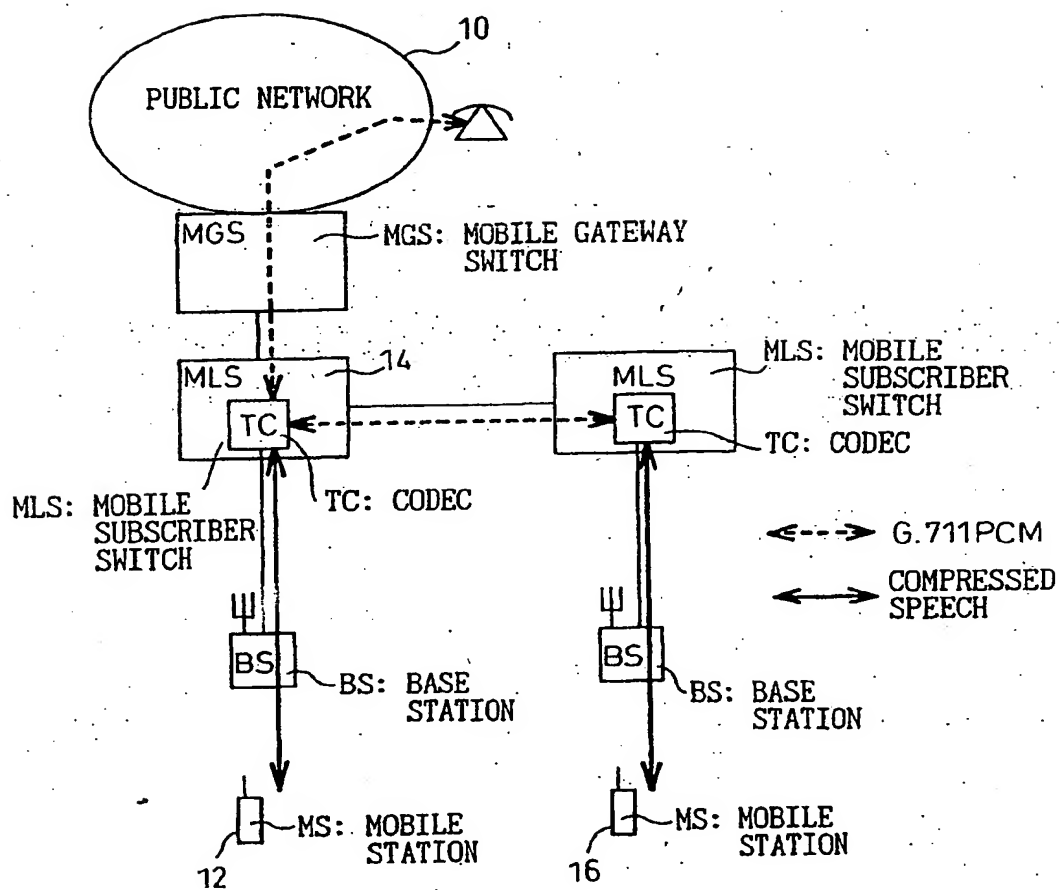 10
PUBLIC NETWORK
MGS
MGS: MOBILE GATEWAY
SWITCH
MLS
14
TC
MLS: MOBILE
SUBSCRIBER
SWITCH
TC: CODEC
MLS
TC
MLS: MOBILE
SUBSCRIBER
SWITCH
TC: CODEC
G.711PCM
COMPRESSED
SPEECH
BS
BS: BASE
STATION
BS
BS: BASE
STATION
MS: MOBILE
STATION
12
MS: MOBILE
STATION
16